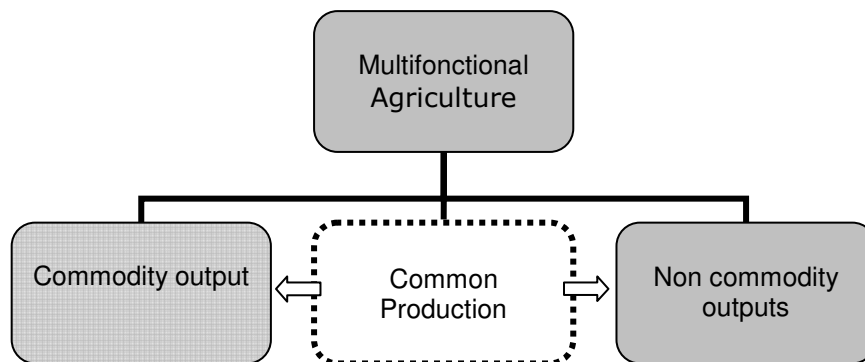 Multifonctional
Agriculture
Commodity output
Common
Production
Non commodity
outputs